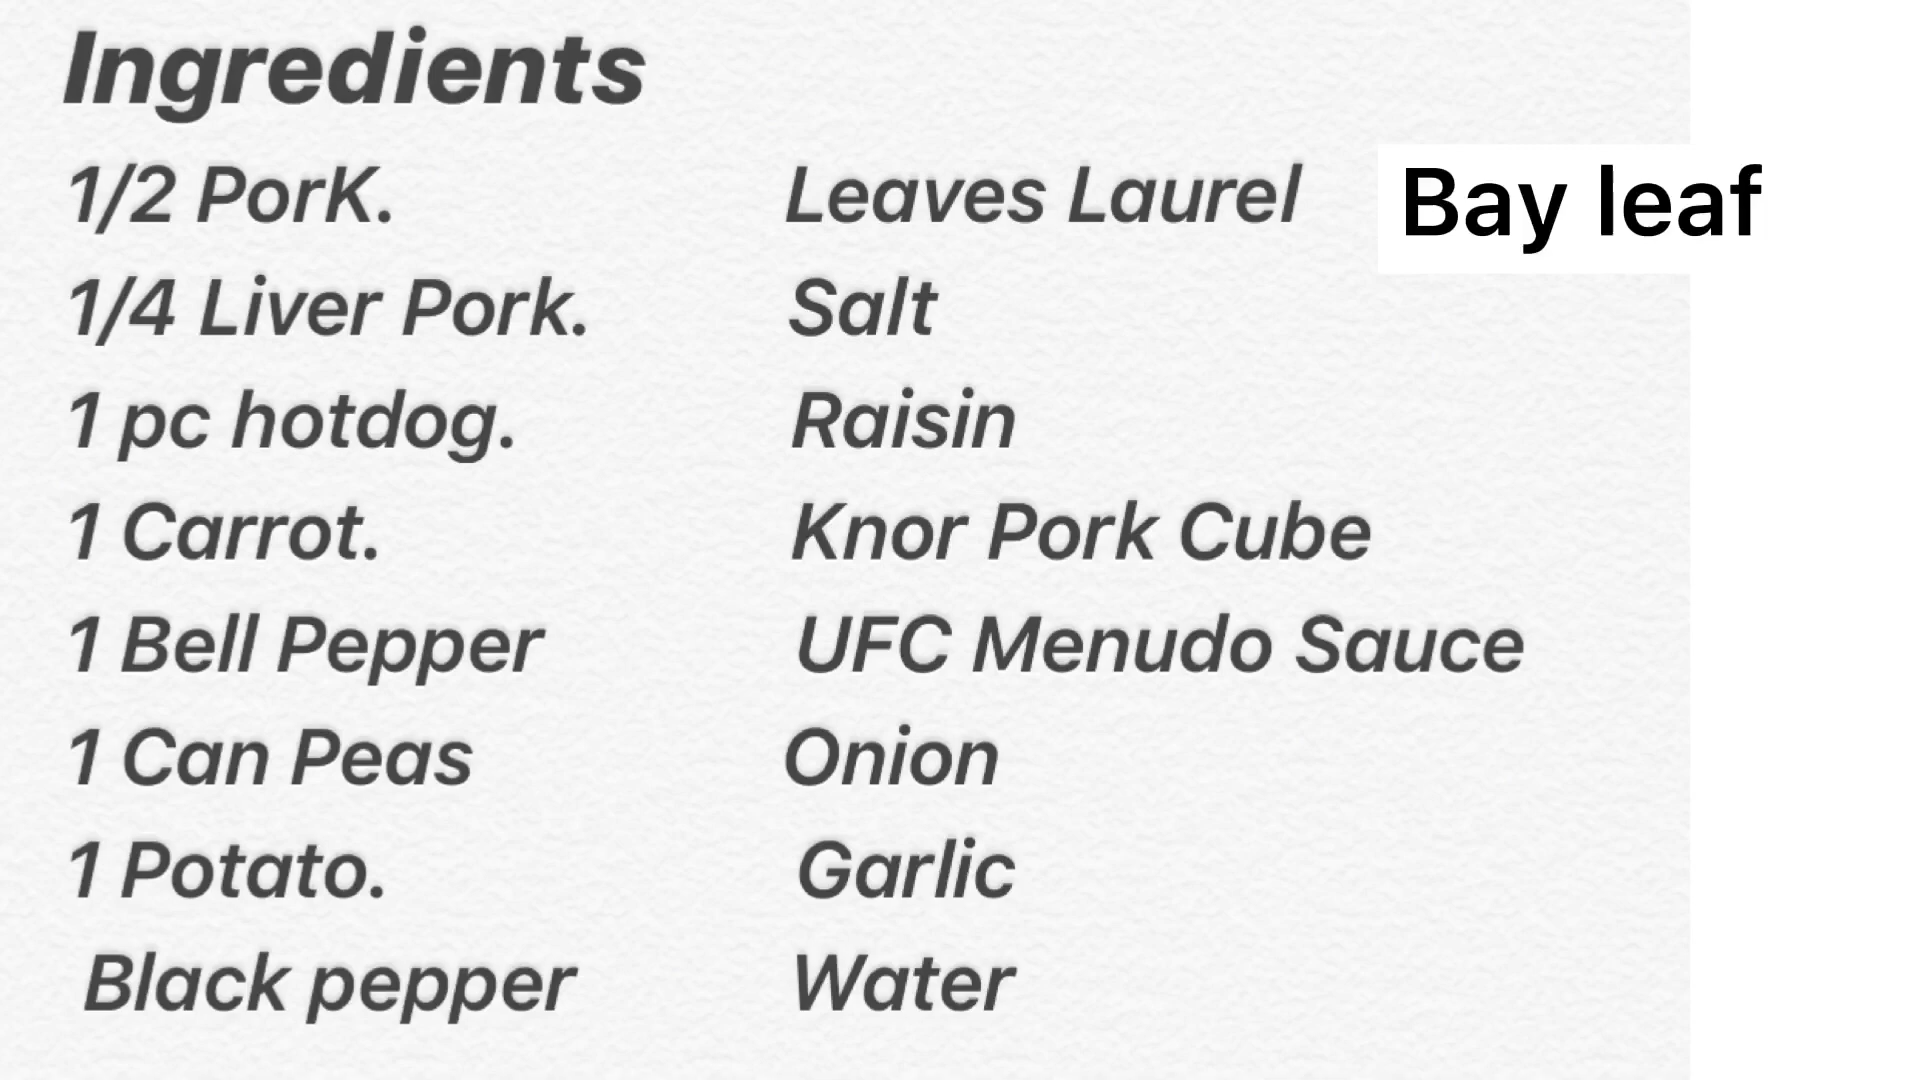 Ingredients
1/2 PorK.
1/4 Liver Pork.
1 pc hotdog.
1 Carrot.
1 Bell Pepper
1 Can Peas
1 Potato.
Black pepper
Leaves Laurel Bay leaf
Salt
Raisin
Knor Pork Cube
UFC Menudo Sauce
Onion
Garlic
Water